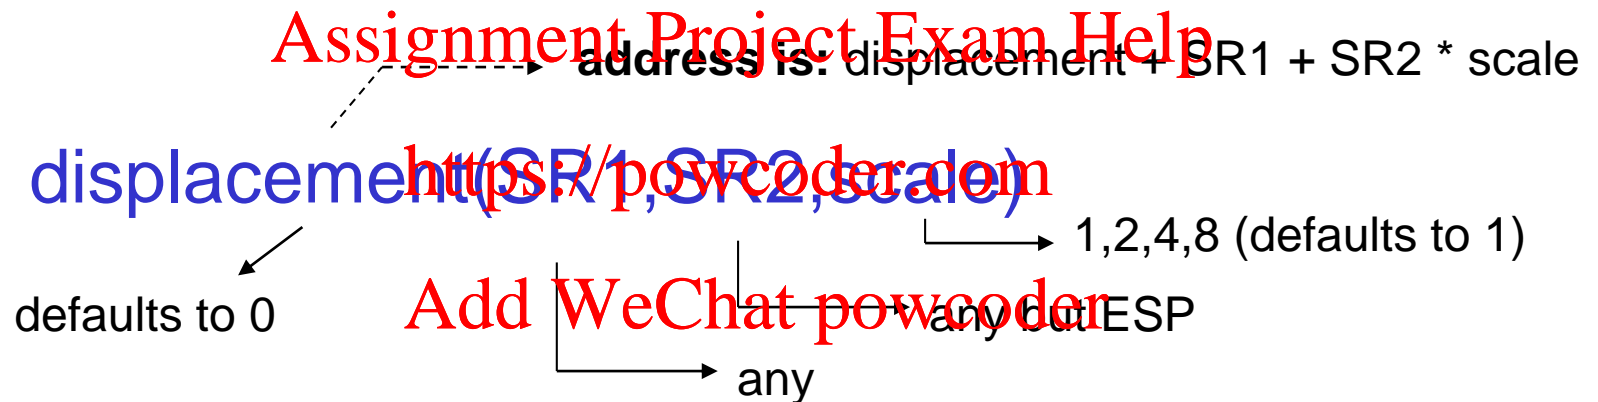 Assignment Project Exam Help
address is: displacement + SR1 + SR2 * scale
displacement(SR1,SR2,scale)
https://powcoder.com
1,2,4,8 (defaults to 1)
defaults to 0
Add WeChat powcoder
any but ESP
any